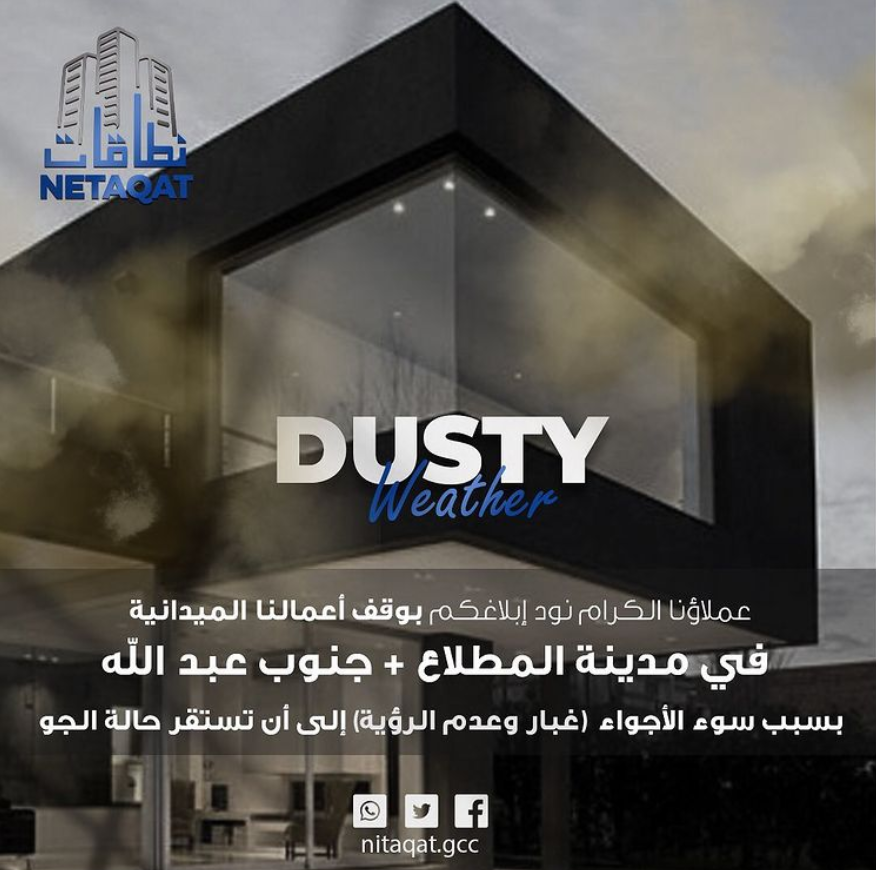 نطاقات
NETAQAT
DUSTY
Weather
عملاؤنا الكرام نود إبلاغكم بوقف أعمالنا الميدانية
في مدينة المطلاع + جنوب عبد الله
بسبب سوء الأجواء (غبار وعدم الرؤية) إلى أن تستقر حالة الجو
nitaqat.gcc